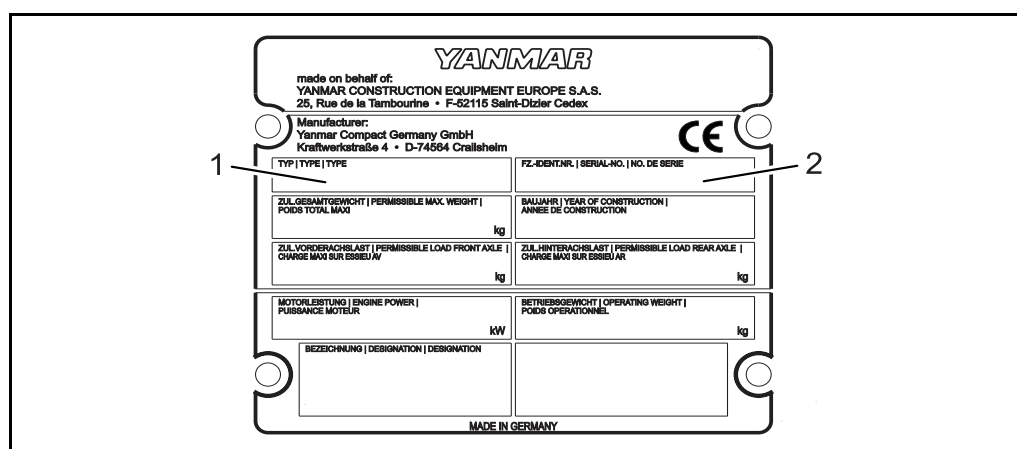 YANMAR
made on behalf of:
YANMAR CONSTRUCTION EQUIPMENT EUROPE S.A.S.
25, Rue de la Tambourine • F-52115 Saint-Dizier Cedex
Manufacturer:
Yanmar Compact Germany GmbH
Kraftwerkstraße 4 • D-74564 Crailsheim
CE
1
TYP | TYPE | TYPE
FZ.-IDENT.NR. | SERIAL-NO. | NO. DE SERIE
2
ZUL.GESAMTGEWICHT | PERMISSIBLE MAX. WEIGHT |
POIDS TOTAL MAXI
kg
BAUJAHR | YEAR OF CONSTRUCTION |
ANNEE DE CONSTRUCTION
ZUL.VORDERACHSLAST | PERMISSIBLE LOAD FRONT AXLE |
CHARGE MAXI SUR ESSIEU AV
kg
ZUL.HINTERACHSLAST | PERMISSIBLE LOAD REAR AXLE |
CHARGE MAXI SUR ESSIEU AR
kg
MOTORLEISTUNG | ENGINE POWER |
PUISSANCE MOTEUR
kW
BETRIEBSGEWICHT | OPERATING WEIGHT |
POIDS OPERATIONNEL
kg
BEZEICHNUNG | DESIGNATION | DESIGNATION
MADE IN GERMANY